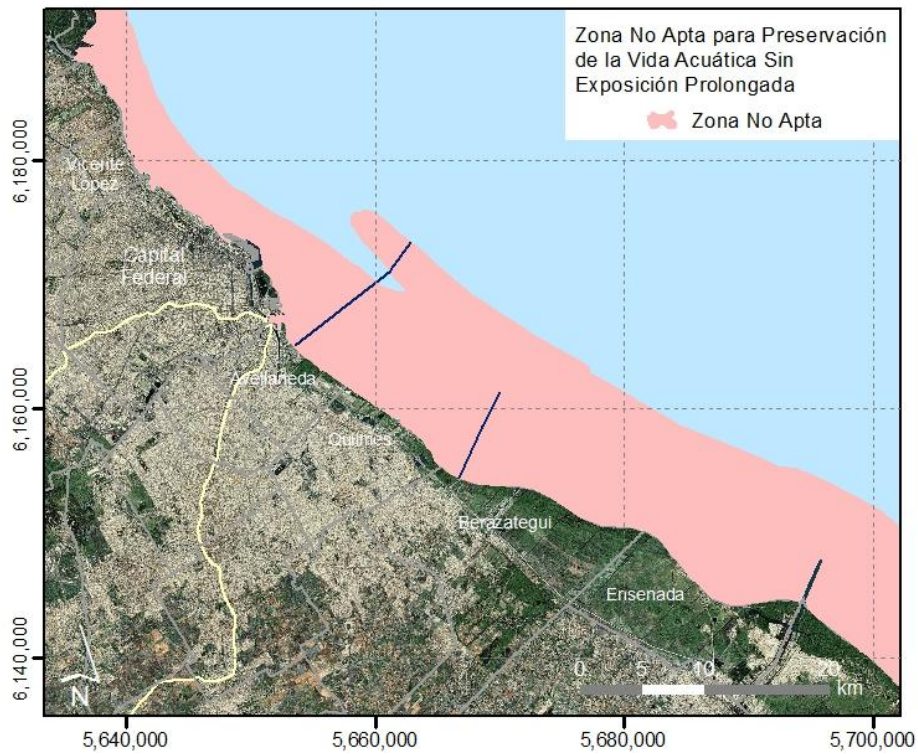 Zona No Apta para Preservación
de la Vida Acuática Sin
Exposición Prolongada
Zona No Apta
6,180,000
6,160,000
6,140,000
Vicente
López
Capital
Federal
Avellaneda
Quilmes
Berazategui
Ensenada
N
0 5 10 20
km
5,640,000 5,660,000 5,680,000 5,700,000